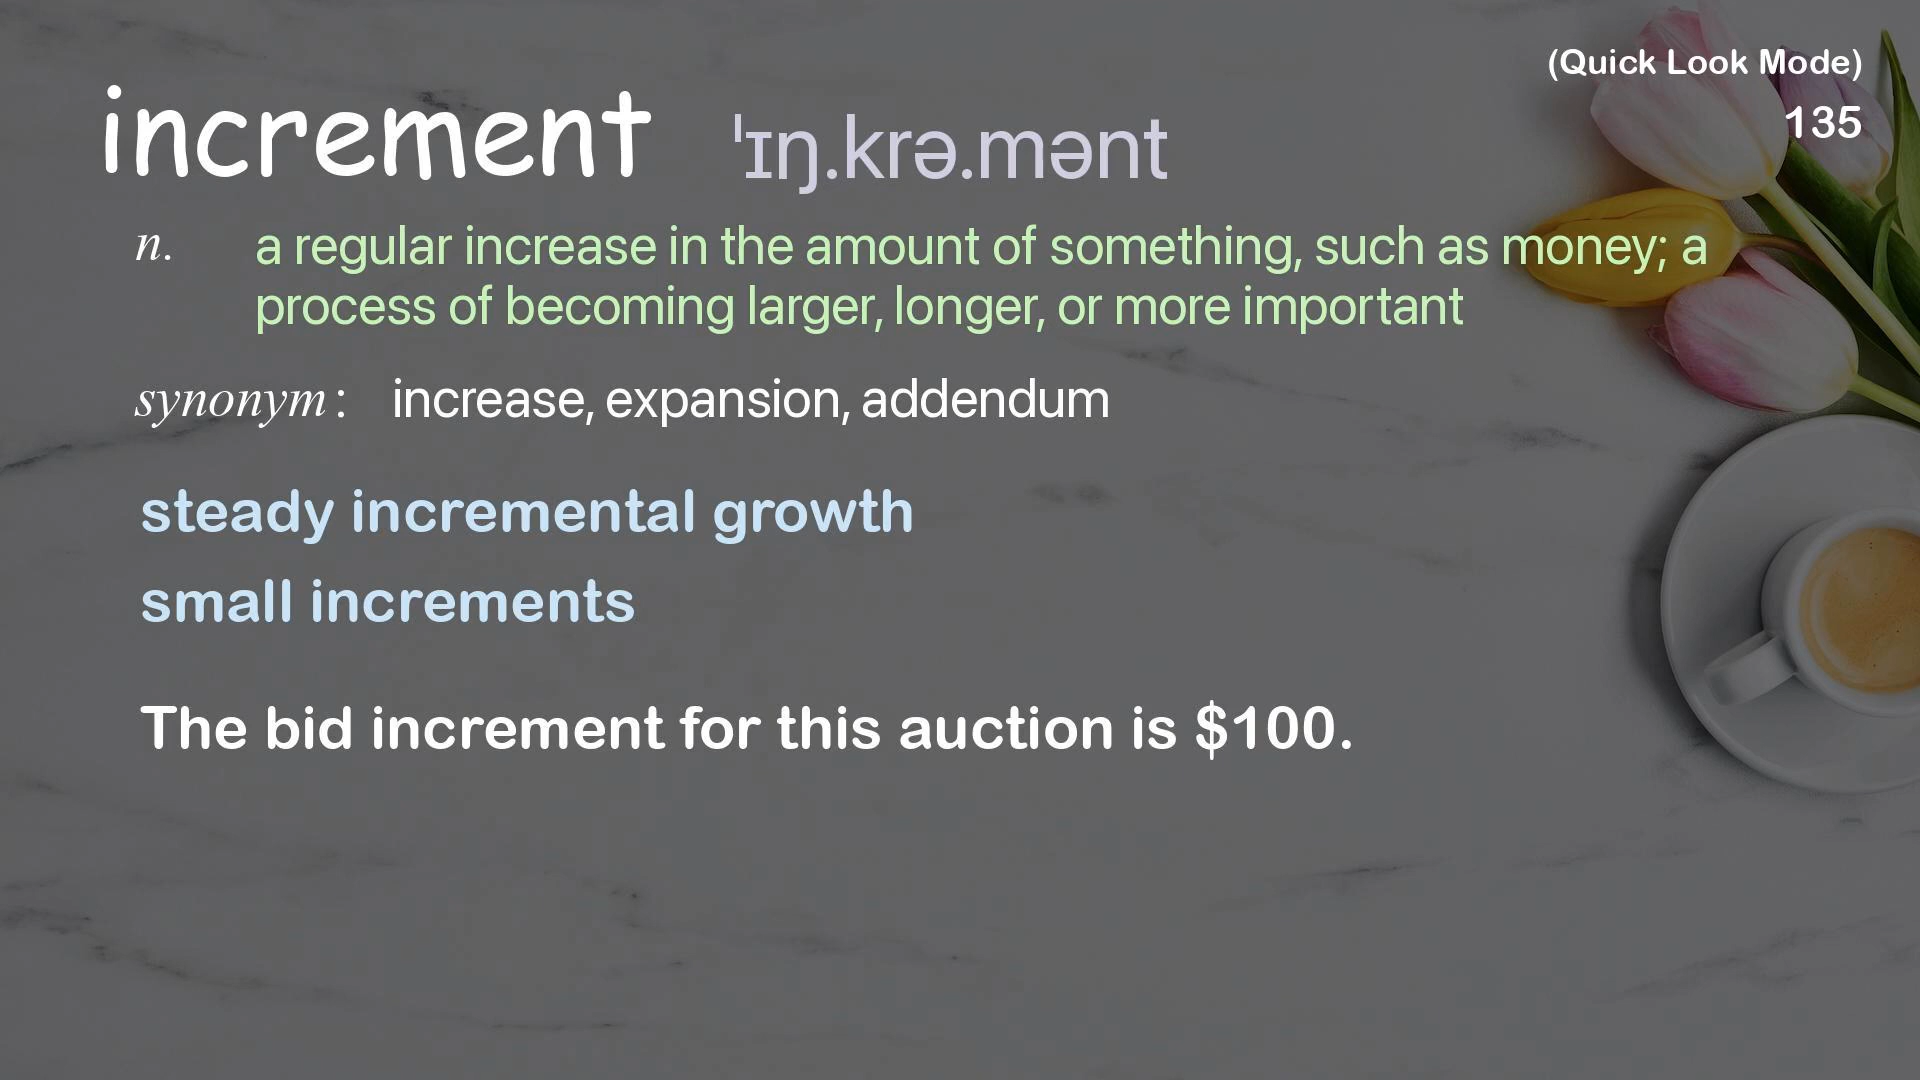 (Quick Look Mode)
135
increment ˈɪŋ.krə.mənt
n. a regular increase in the amount of something, such as money; a
process of becoming larger, longer, or more important
synonym : increase, expansion, addendum
steady incremental growth
small increments
The bid increment for this auction is $100.